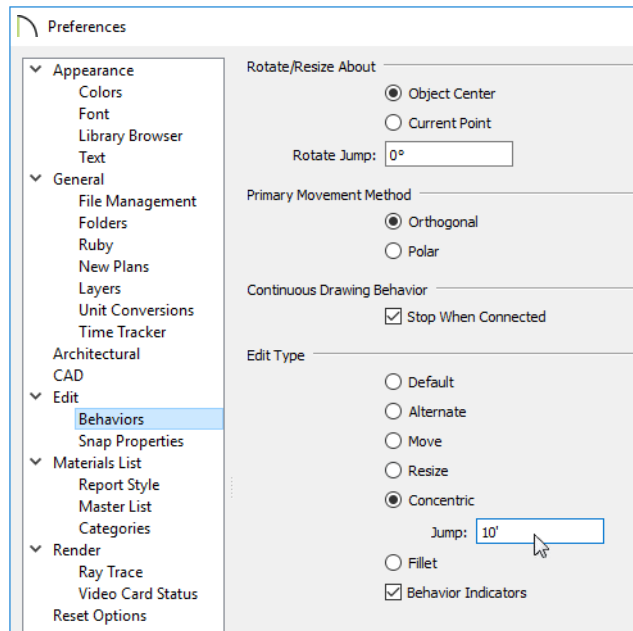 Preferences
Appearance
Colors
Font
Library Browser
Text
General
File Management
Folders
Ruby
New Plans
Layers
Unit Conversions
Time Tracker
Architectural
CAD
Edit
Behaviors
Snap Properties
Materials List
Report Style
Master List
Categories
Render
Ray Trace
Video Card Status
Reset Options
Rotate/Resize About
Object Center
Current Point
Rotate Jump: 0°
Primary Movement Method
Orthogonal
Polar
Continuous Drawing Behavior
Stop When Connected
Edit Type
Default
Alternate
Move
Resize
Concentric
Jump: 10'
Fillet
Behavior Indicators